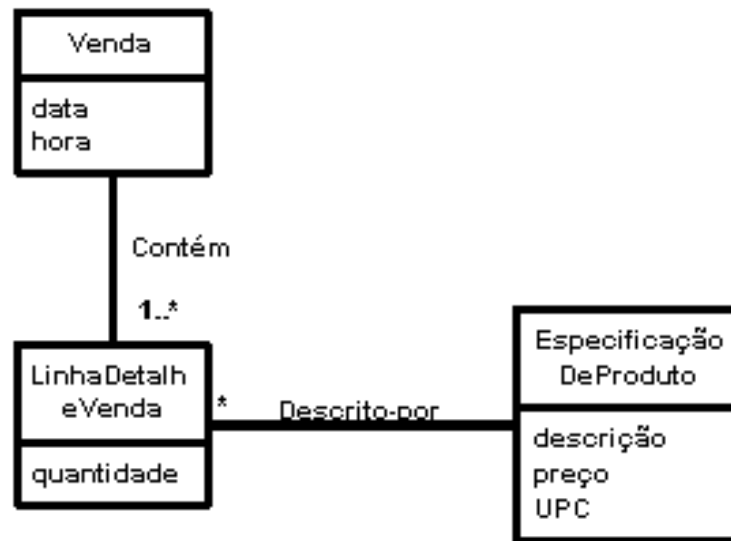 Venda
data
hora
Contém
1..*
LinhaDetalh
eVenda
quantidade
*
Descrito-por
Especificação
DeProduto
descrição
preço
UPC